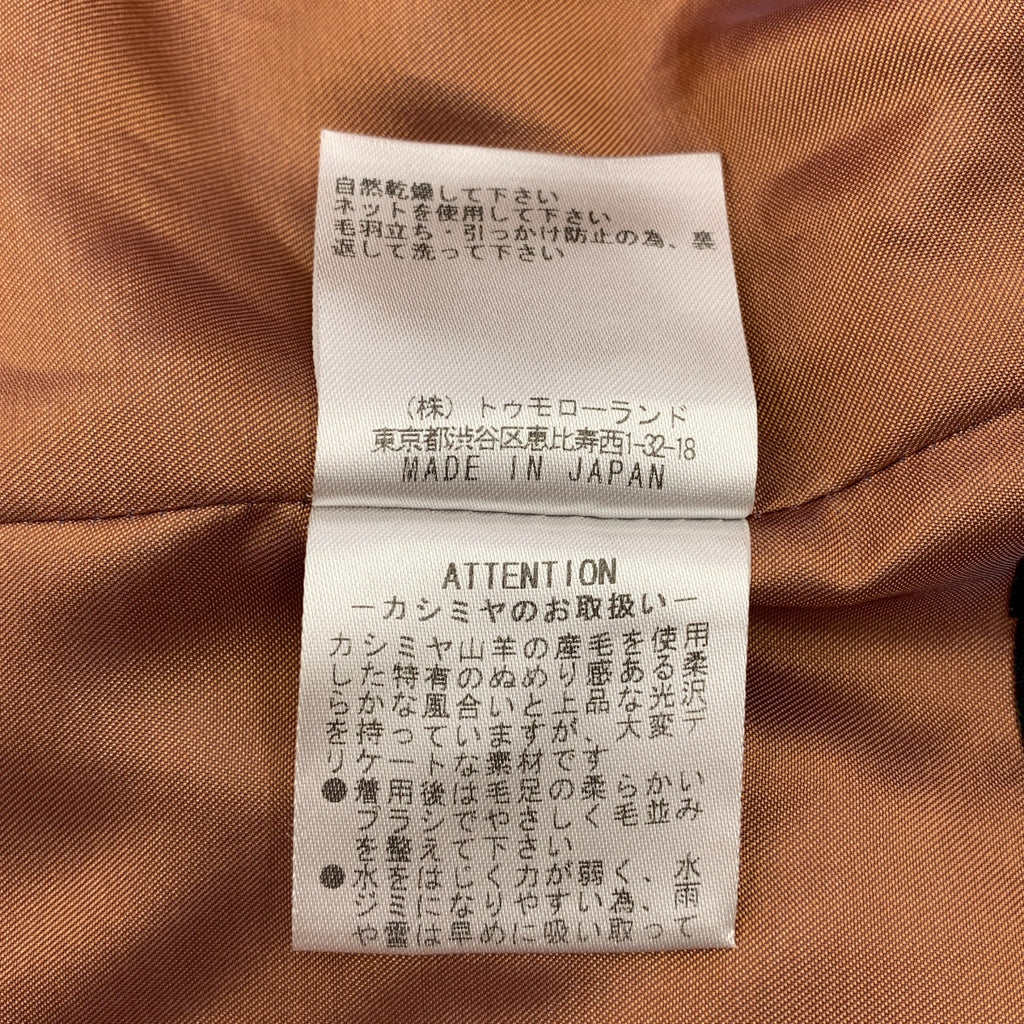 自然乾燥して下さい
ネットを使用して下さい
毛羽立ち・引っかけ防止の為、裏
返して洗って下さい
(株)トゥモローランド
東京都渋谷区恵比寿西1-32-18
MADE IN JAPAN
ATTENTION
ーカシミヤのお取扱いー
カシミヤ山羊の産毛を使用
したた特有のぬめり感ある柔
らかな風合いと上品な光沢
を持っていますが、大変デ
リケートな素材です
●着用後は毛足の柔らかい
ブラシでやさしく毛並み
を整えて下さい
●水をはじく力が弱く、水
ジミになりやすい為、雨
や雪には早めに吸い取って